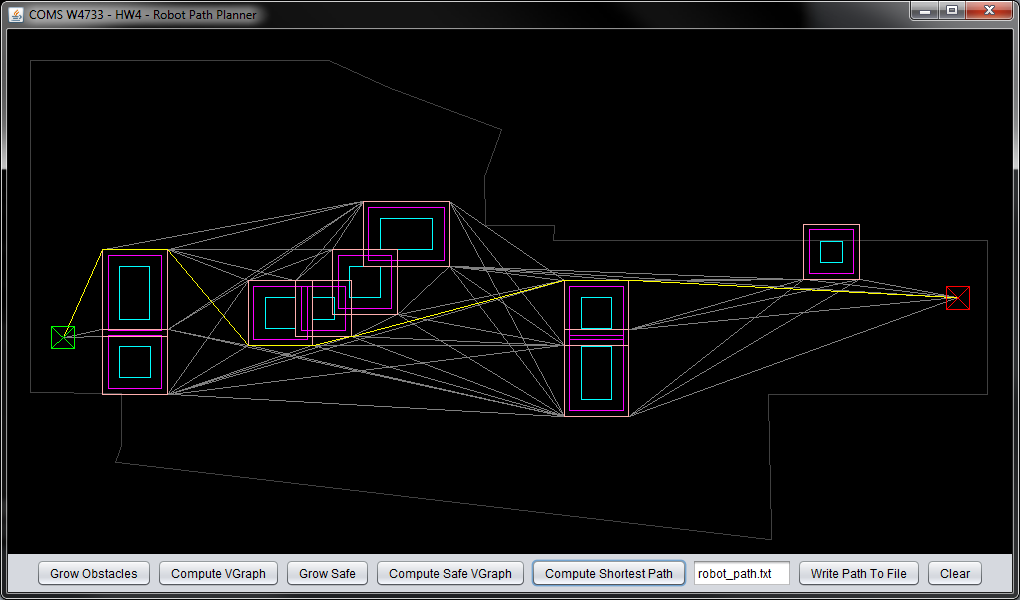 COMS W4733 - HW4 - Robot Path Planner
Grow Obstacles Compute VGraph Grow Safe Compute Safe VGraph Compute Shortest Path robot_path.txt Write Path To File Clear